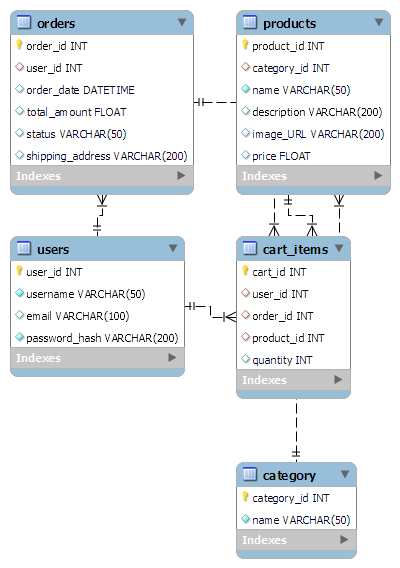 orders
order_id INT
user_id INT
order_date DATETIME
total_amount FLOAT
status VARCHAR(50)
shipping_address VARCHAR(200)
Indexes
products
product_id INT
category_id INT
name VARCHAR(50)
description VARCHAR(200)
image_URL VARCHAR(200)
price FLOAT
Indexes
users
user_id INT
username VARCHAR(50)
email VARCHAR(100)
password_hash VARCHAR(200)
Indexes
cart_items
cart_id INT
user_id INT
order_id INT
product_id INT
quantity INT
Indexes
category
category_id INT
name VARCHAR(50)
Indexes